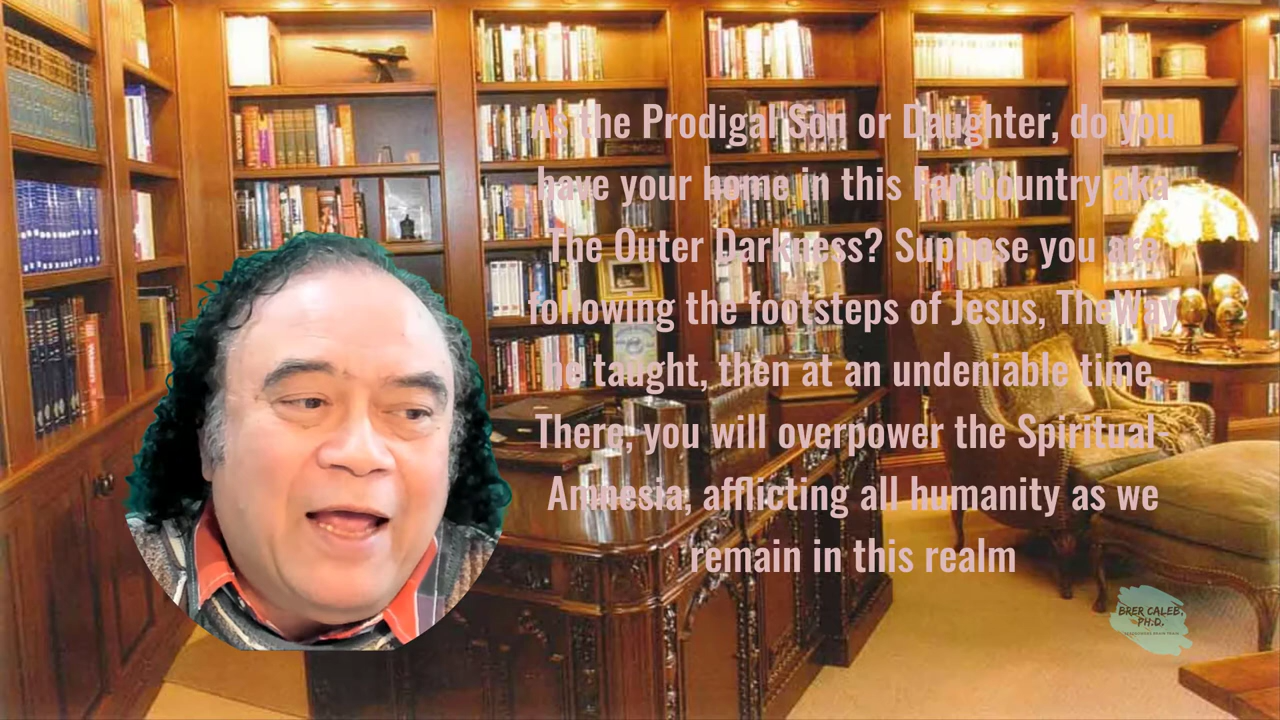 As the Prodigal Son or Daughter, do you
have your home in this Far Country aka
The Outer Darkness? Suppose you are
following the footsteps of Jesus, TheWay
he taught, then at an undeniable time
There, you will overpower the Spiritual
Amnesia, afflicting all humanity as we
remain in this realm
BRER CALEB,
PH.D.